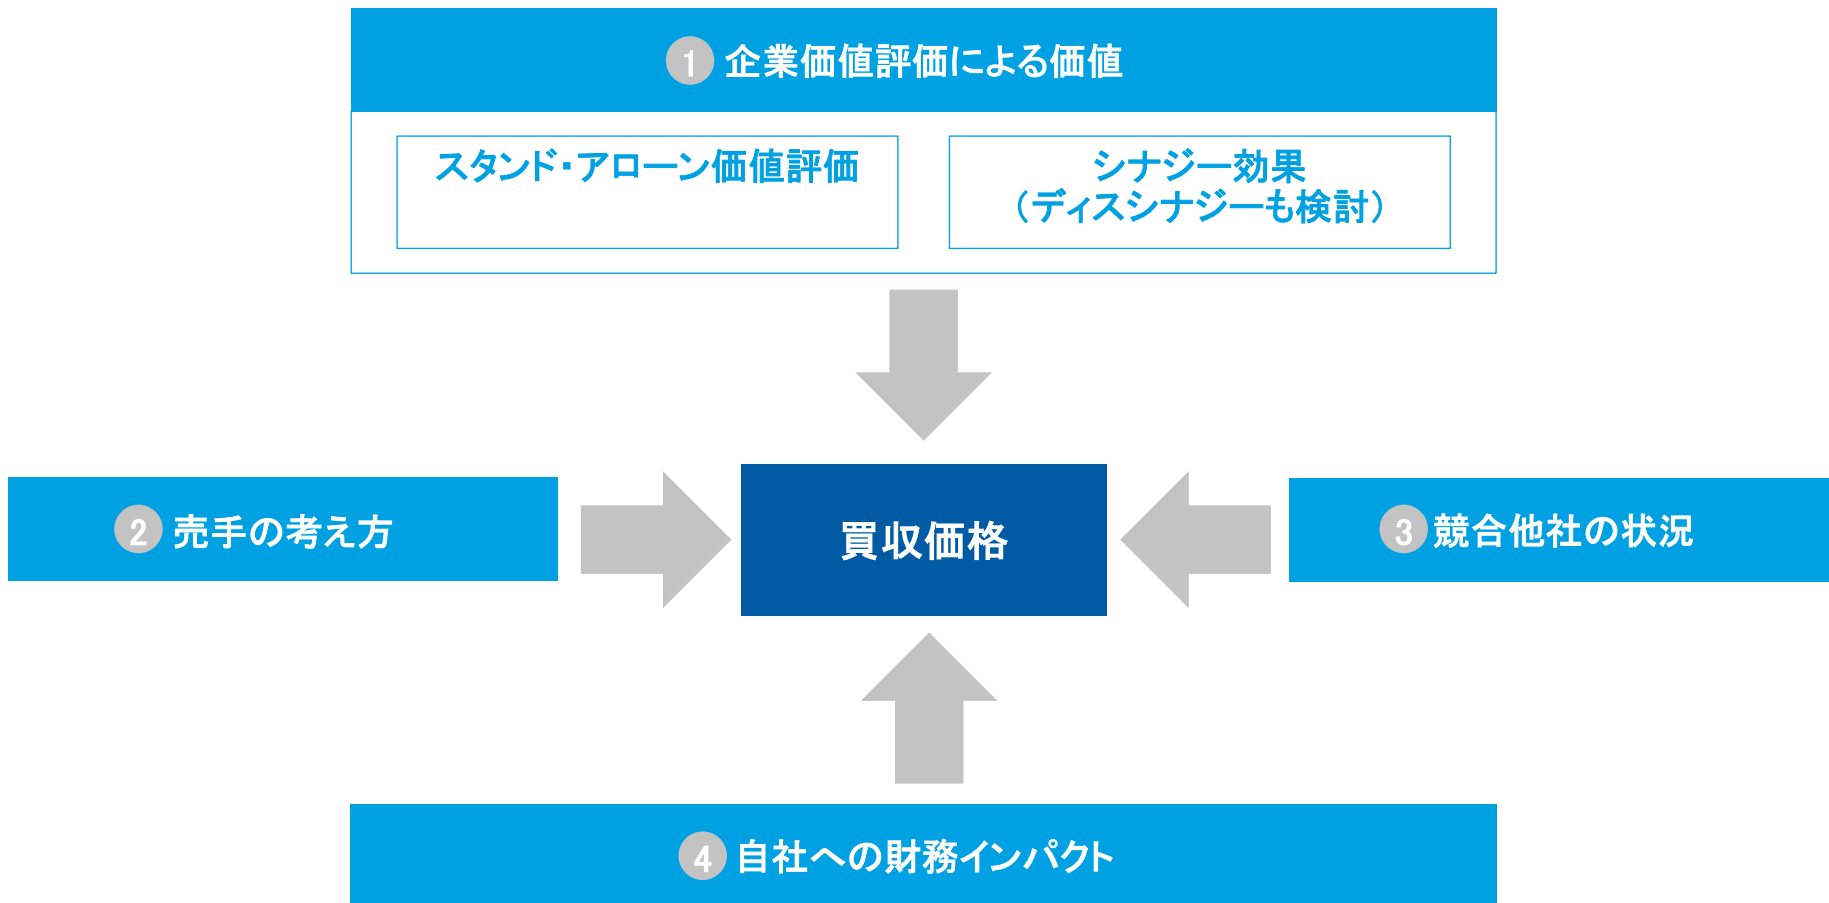 1 企業価値評価による価値
スタンド・アローン価値評価
シナジー効果
（ディスシナジーも検討）
2 売手の考え方
買収価格
3 競合他社の状況
4 自社への財務インパクト